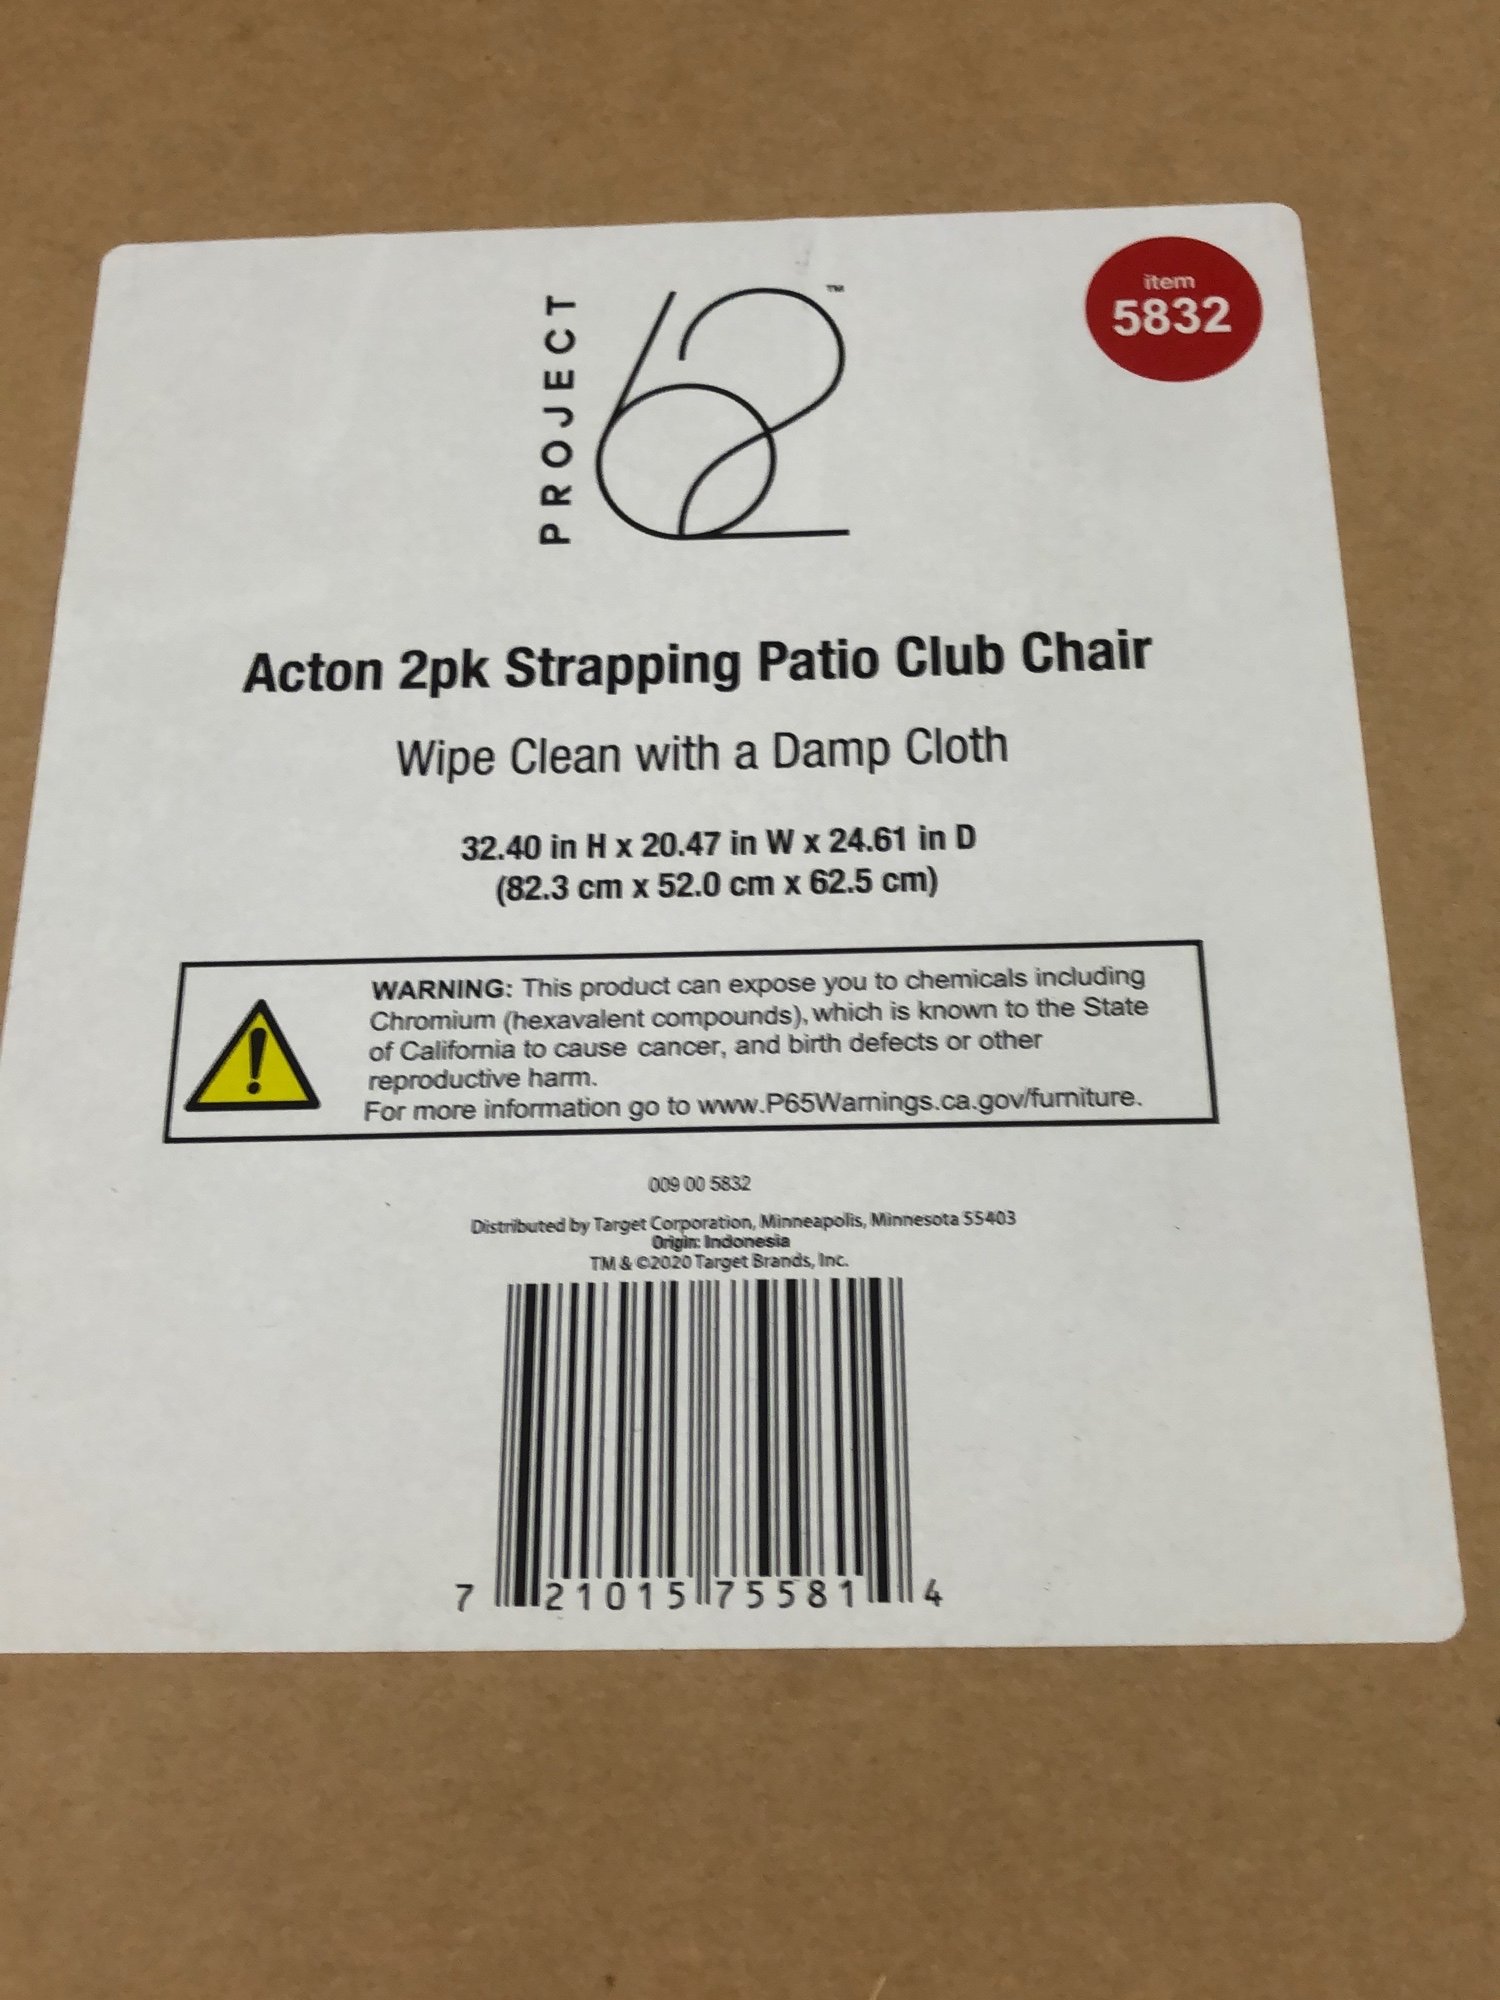 PROJECT 62™
item
5832
Acton 2pk Strapping Patio Club Chair
Wipe Clean with a Damp Cloth
32.40 in H x 20.47 in W x 24.61 in D
(82.3 cm x 52.0 cm x 62.5 cm)
WARNING: This product can expose you to chemicals including
Chromium (hexavalent compounds), which is known to the State
of California to cause cancer, and birth defects or other
reproductive harm.
For more information go to www.P65Warnings.ca.gov/furniture.
009 00 5832
Distributed by Target Corporation, Minneapolis, Minnesota 55403
Origin: Indonesia
TM & ©2020 Target Brands, Inc.
7 21015 75581 4